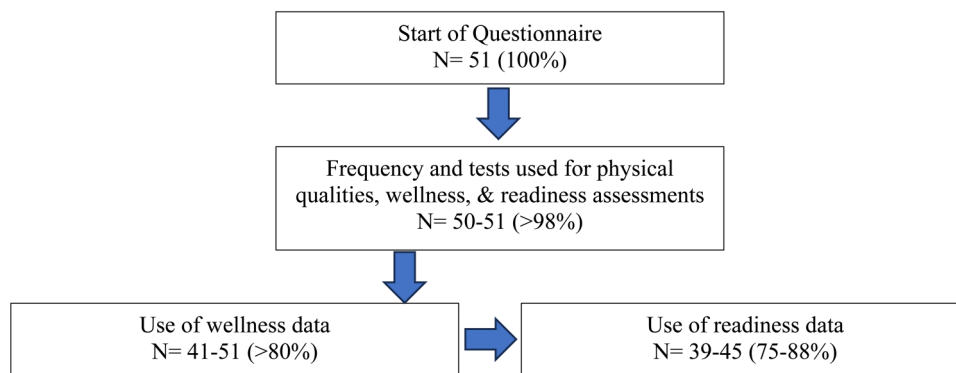 Start of Questionnaire
N= 51 (100%)
Frequency and tests used for physical
qualities, wellness, & readiness assessments
N= 50-51 (>98%)
Use of wellness data
N= 41-51 (>80%)
Use of readiness data
N= 39-45 (75-88%)